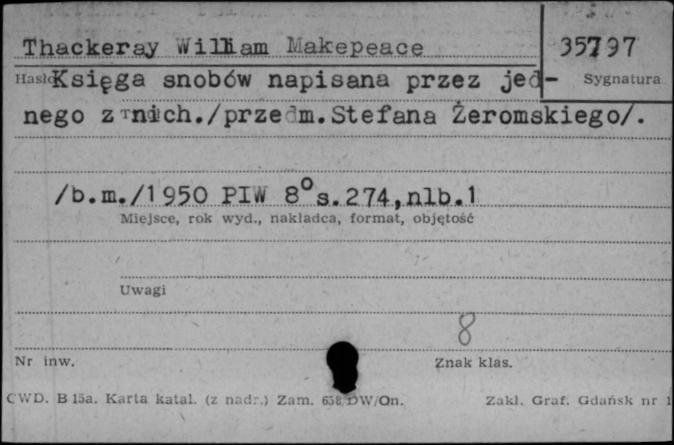 Thackeray William Makepeace 35797
Hasło Księga snobów napisana przez jed- Sygnatura
nego z nich./przedm.Stefana Żeromskiego/.
/b.m./1950 PIW 8° s.274,nlb.1
Miejsce, rok wyd., nakładca, format, objętość
Uwagi
8
Nr inw. Znak klas.
CWD. B 15a. Karta katal. (z nadr.) Zam. 658/DW/On. Zakł. Graf. Gdańsk nr 1